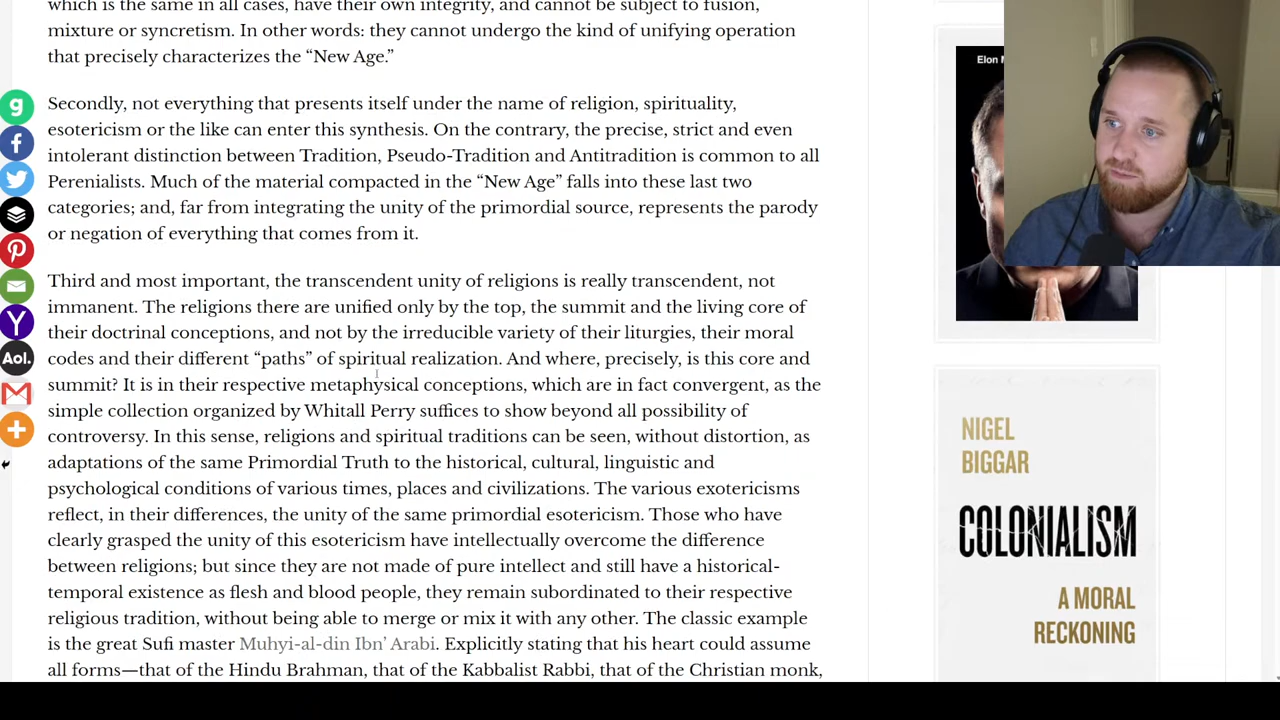 which is the same in all cases, have their own integrity, and cannot be subject to fusion,
mixture or syncretism. In other words: they cannot undergo the kind of unifying operation
that precisely characterizes the “New Age.”
Secondly, not everything that presents itself under the name of religion, spirituality,
esotericism or the like can enter this synthesis. On the contrary, the precise, strict and even
intolerant distinction between Tradition, Pseudo-Tradition and Antitradition is common to all
Perenialists. Much of the material compacted in the “New Age” falls into these last two
categories; and, far from integrating the unity of the primordial source, represents the parody
or negation of everything that comes from it.
Third and most important, the transcendent unity of religions is really transcendent, not
immanent. The religions there are unified only by the top, the summit and the living core of
their doctrinal conceptions, and not by the irreducible variety of their liturgies, their moral
codes and their different “paths” of spiritual realization. And where, precisely, is this core and
summit? It is in their respective metaphysical conceptions, which are in fact convergent, as the
simple collection organized by Whitall Perry suffices to show beyond all possibility of
controversy. In this sense, religions and spiritual traditions can be seen, without distortion, as
adaptations of the same Primordial Truth to the historical, cultural, linguistic and
psychological conditions of various times, places and civilizations. The various exotericisms
reflect, in their differences, the unity of the same primordial esotericism. Those who have
clearly grasped the unity of this esotericism have intellectually overcome the difference
between religions; but since they are not made of pure intellect and still have a historical-
temporal existence as flesh and blood people, they remain subordinated to their respective
religious tradition, without being able to merge or mix it with any other. The classic example
is the great Sufi master Muhyi-al-din Ibn’ Arabi. Explicitly stating that his heart could assume
all forms—that of the Hindu Brahman, that of the Kabbalist Rabbi, that of the Christian monk,
g
Y
Aol.
Elon
NIGEL
BIGGAR
COLONIALISM
A MORAL
RECKONING